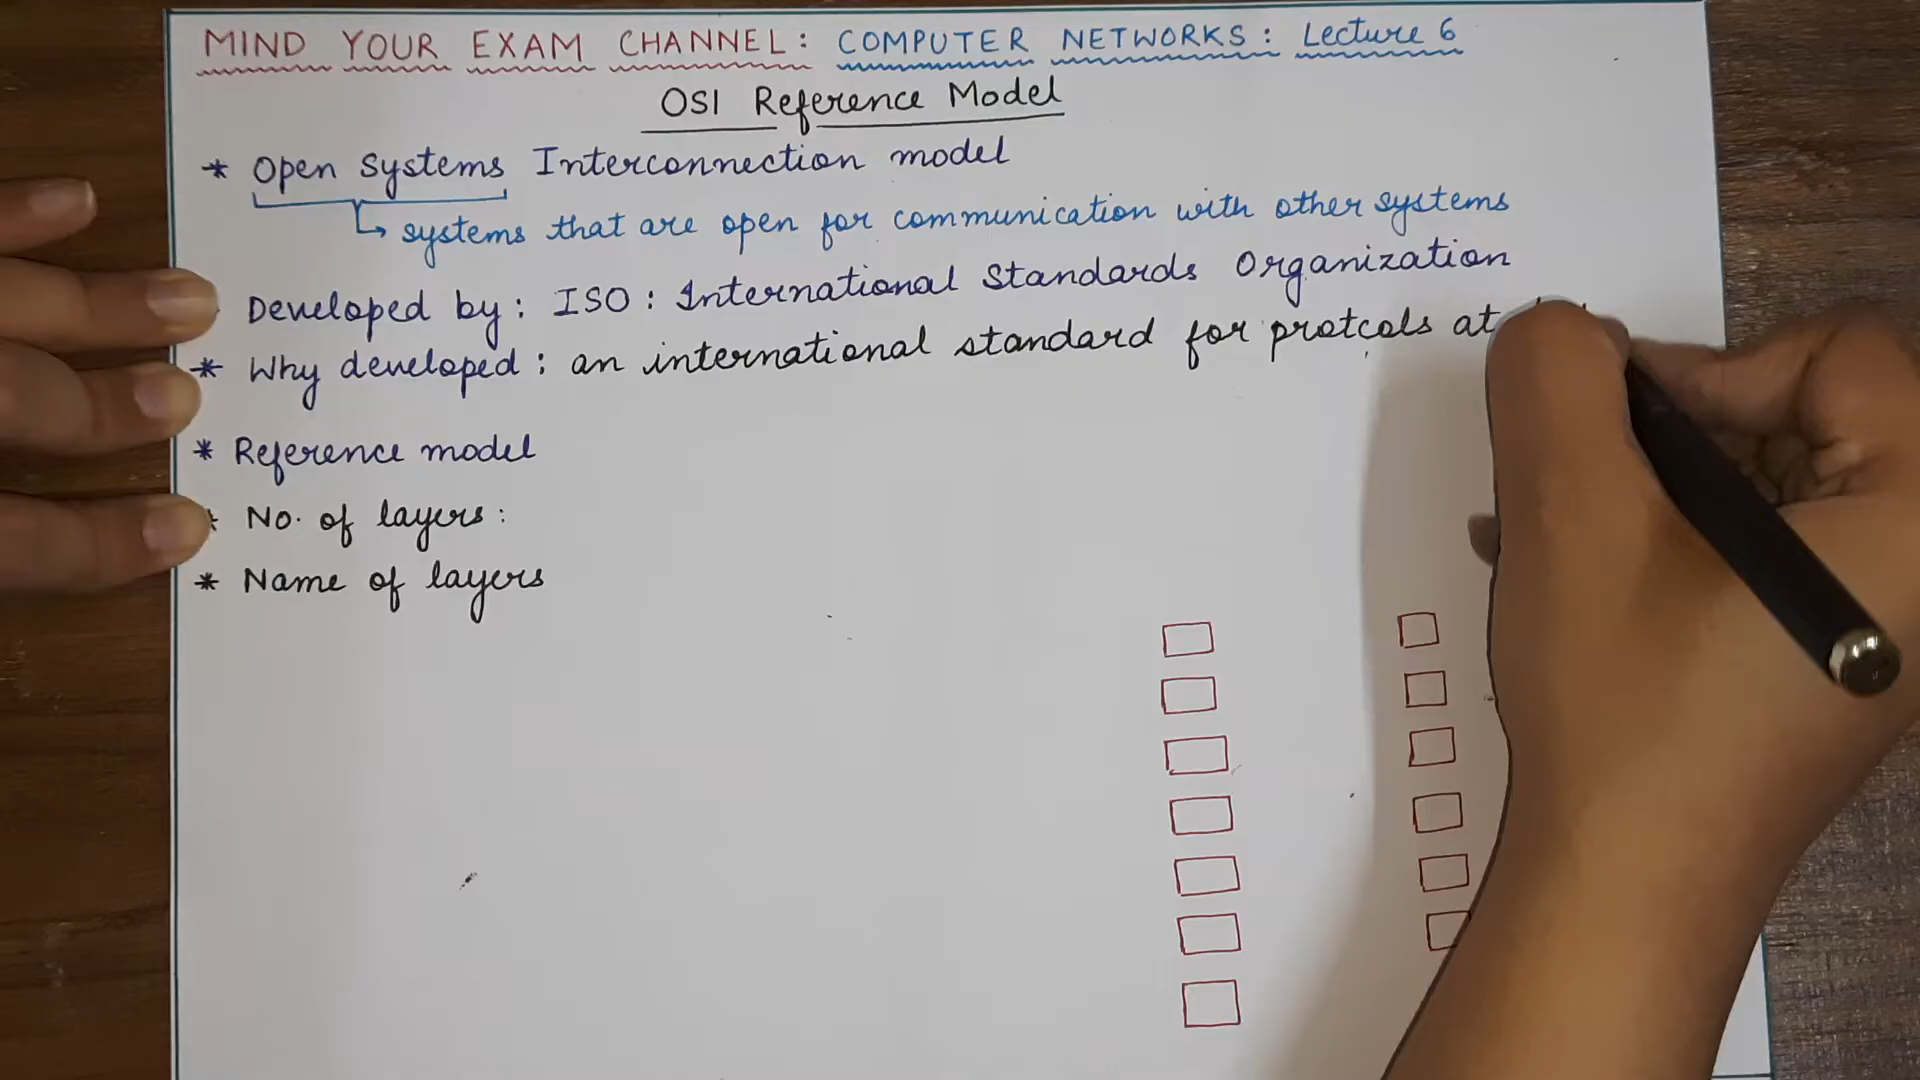 MIND YOUR EXAM CHANNEL: COMPUTER NETWORKS: Lecture 6
OSI Reference Model
* Open Systems Interconnection model
↳ systems that are open for communication with other systems
Developed by: ISO: International Standards Organization
* Why developed: an international standard for protcols at
* Reference model
* No. of layers:
* Name of layers